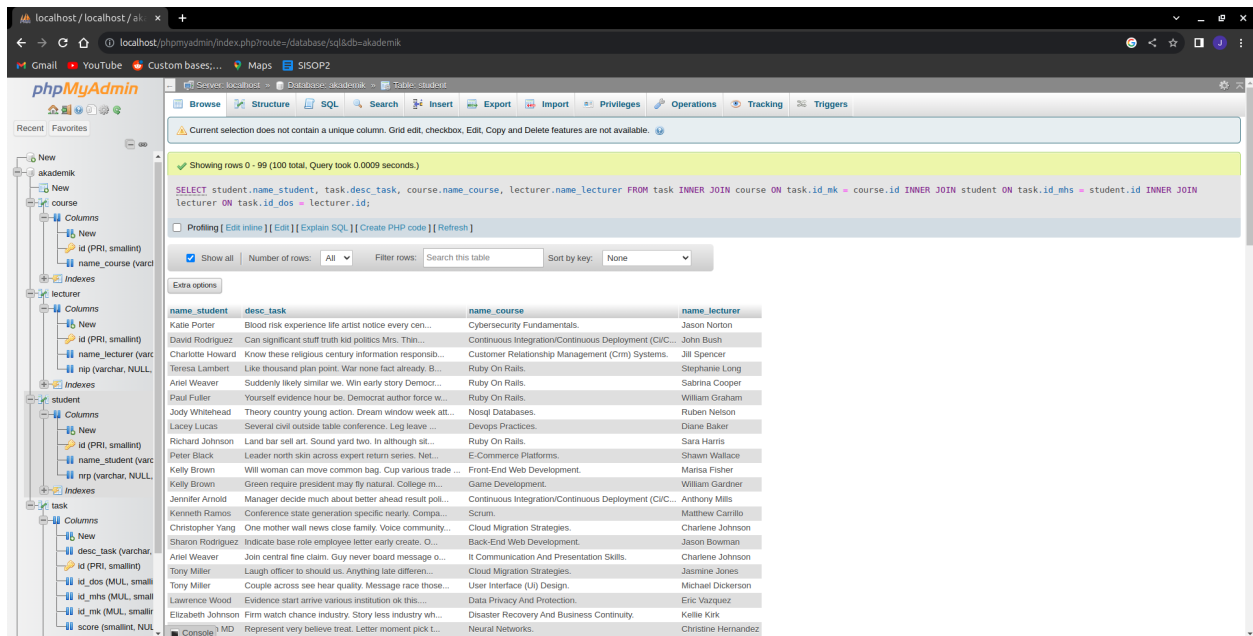 localhost / localhost / ak
localhost/phpmyadmin/index.php?route=/database/sql&db=akademik
Gmail YouTube Custom bases;... Maps SISOP2
phpMyAdmin
Recent Favorites
New
akademik
New
course
Columns
New
id (PRI, smallint)
name_course (varcl
Indexes
lecturer
Columns
New
id (PRI, smallint)
name_lecturer (varc
nip (varchar, NULL,
Indexes
student
Columns
New
id (PRI, smallint)
name_student (varc
nrp (varchar, NULL,
Indexes
task
Columns
New
desc_task (varchar,
id (PRI, smallint)
id_dos (MUL, smalli
id_mhs (MUL, small
id_mk (MUL, smallir
score (smallint, NUL
Server: localhost » Database: akademik » Table: student
Browse Structure SQL Search Insert Export Import Privileges Operations Tracking Triggers
Current selection does not contain a unique column. Grid edit, checkbox, Edit, Copy and Delete features are not available.
Showing rows 0 - 99 (100 total, Query took 0.0009 seconds.)
SELECT student.name_student, task.desc_task, course.name_course, lecturer.name_lecturer FROM task INNER JOIN course ON task.id_mk = course.id INNER JOIN student ON task.id_mhs = student.id INNER JOIN
lecturer ON task.id_dos = lecturer.id;
Profiling [ Edit inline ] [ Edit ] [ Explain SQL ] [ Create PHP code ] [ Refresh ]
Show all Number of rows: All Filter rows: Search this table Sort by key: None
Extra options
name_student desc_task name_course name_lecturer
Katie Porter Blood risk experience life artist notice every cen... Cybersecurity Fundamentals. Jason Norton
David Rodriguez Can significant stuff truth kid politics Mrs. Thin... Continuous Integration/Continuous Deployment (Ci/C... John Bush
Charlotte Howard Know these religious century information responsib... Customer Relationship Management (Crm) Systems. Jill Spencer
Teresa Lambert Like thousand plan point. War none fact already. B... Ruby On Rails. Stephanie Long
Ariel Weaver Suddenly likely similar we. Win early story Democr... Ruby On Rails. Sabrina Cooper
Paul Fuller Yourself evidence hour be. Democrat author force w... Ruby On Rails. William Graham
Jody Whitehead Theory country young action. Dream window week att... Nosql Databases. Ruben Nelson
Lacey Lucas Several civil outside table conference. Leg leave ... Devops Practices. Diane Baker
Richard Johnson Land bar sell art. Sound yard two. In although sit... Ruby On Rails. Sara Harris
Peter Black Leader north skin across expert return series. Net... E-Commerce Platforms. Shawn Wallace
Kelly Brown Will woman can move common bag. Cup various trade ... Front-End Web Development. Marisa Fisher
Kelly Brown Green require president may fly natural. College m... Game Development. William Gardner
Jennifer Arnold Manager decide much about better ahead result poli... Continuous Integration/Continuous Deployment (Ci/C... Anthony Mills
Kenneth Ramos Conference state generation specific nearly. Compa... Scrum. Matthew Carrillo
Christopher Yang One mother wall news close family. Voice community... Cloud Migration Strategies. Charlene Johnson
Sharon Rodriguez Indicate base role employee letter early create. O... Back-End Web Development. Jason Bowman
Ariel Weaver Join central fine claim. Guy never board message o... It Communication And Presentation Skills. Charlene Johnson
Tony Miller Laugh officer to should us. Anything late differen... Cloud Migration Strategies. Jasmine Jones
Tony Miller Couple across see hear quality. Message race those... User Interface (Ui) Design. Michael Dickerson
Lawrence Wood Evidence start arrive various institution ok this.... Data Privacy And Protection. Eric Vazquez
Elizabeth Johnson Firm watch chance industry. Story less industry wh... Disaster Recovery And Business Continuity. Kellie Kirk
MD Represent very believe treat. Letter moment pick t... Neural Networks. Christine Hernandez
Console